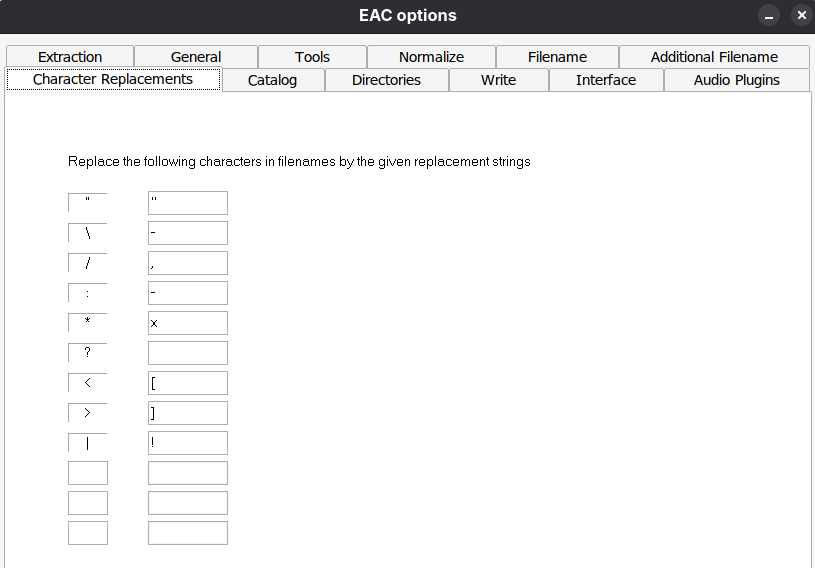 EAC options
Extraction General Tools Normalize Filename Additional Filename
Character Replacements Catalog Directories Write Interface Audio Plugins
Replace the following characters in filenames by the given replacement strings
" ''
\ -
/ ,
: -
* x
?
< [
> ]
| !